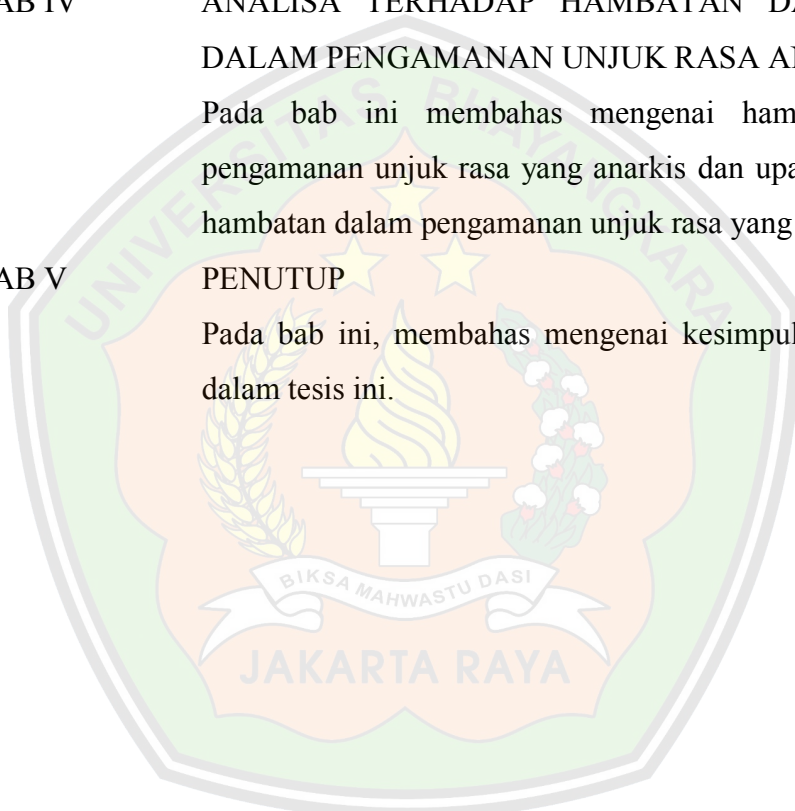 AB IV ANALISA TERHADAP HAMBATAN DA
DALAM PENGAMANAN UNJUK RASA AN
Pada bab ini membahas mengenai ham
pengamanan unjuk rasa yang anarkis dan upa
hambatan dalam pengamanan unjuk rasa yang
AB V PENUTUP
Pada bab ini, membahas mengenai kesimpul
dalam tesis ini.
UNIVERSITAS BHAYANGKARA
BIKSA MAHWASTU DASI
JAKARTA RAYA